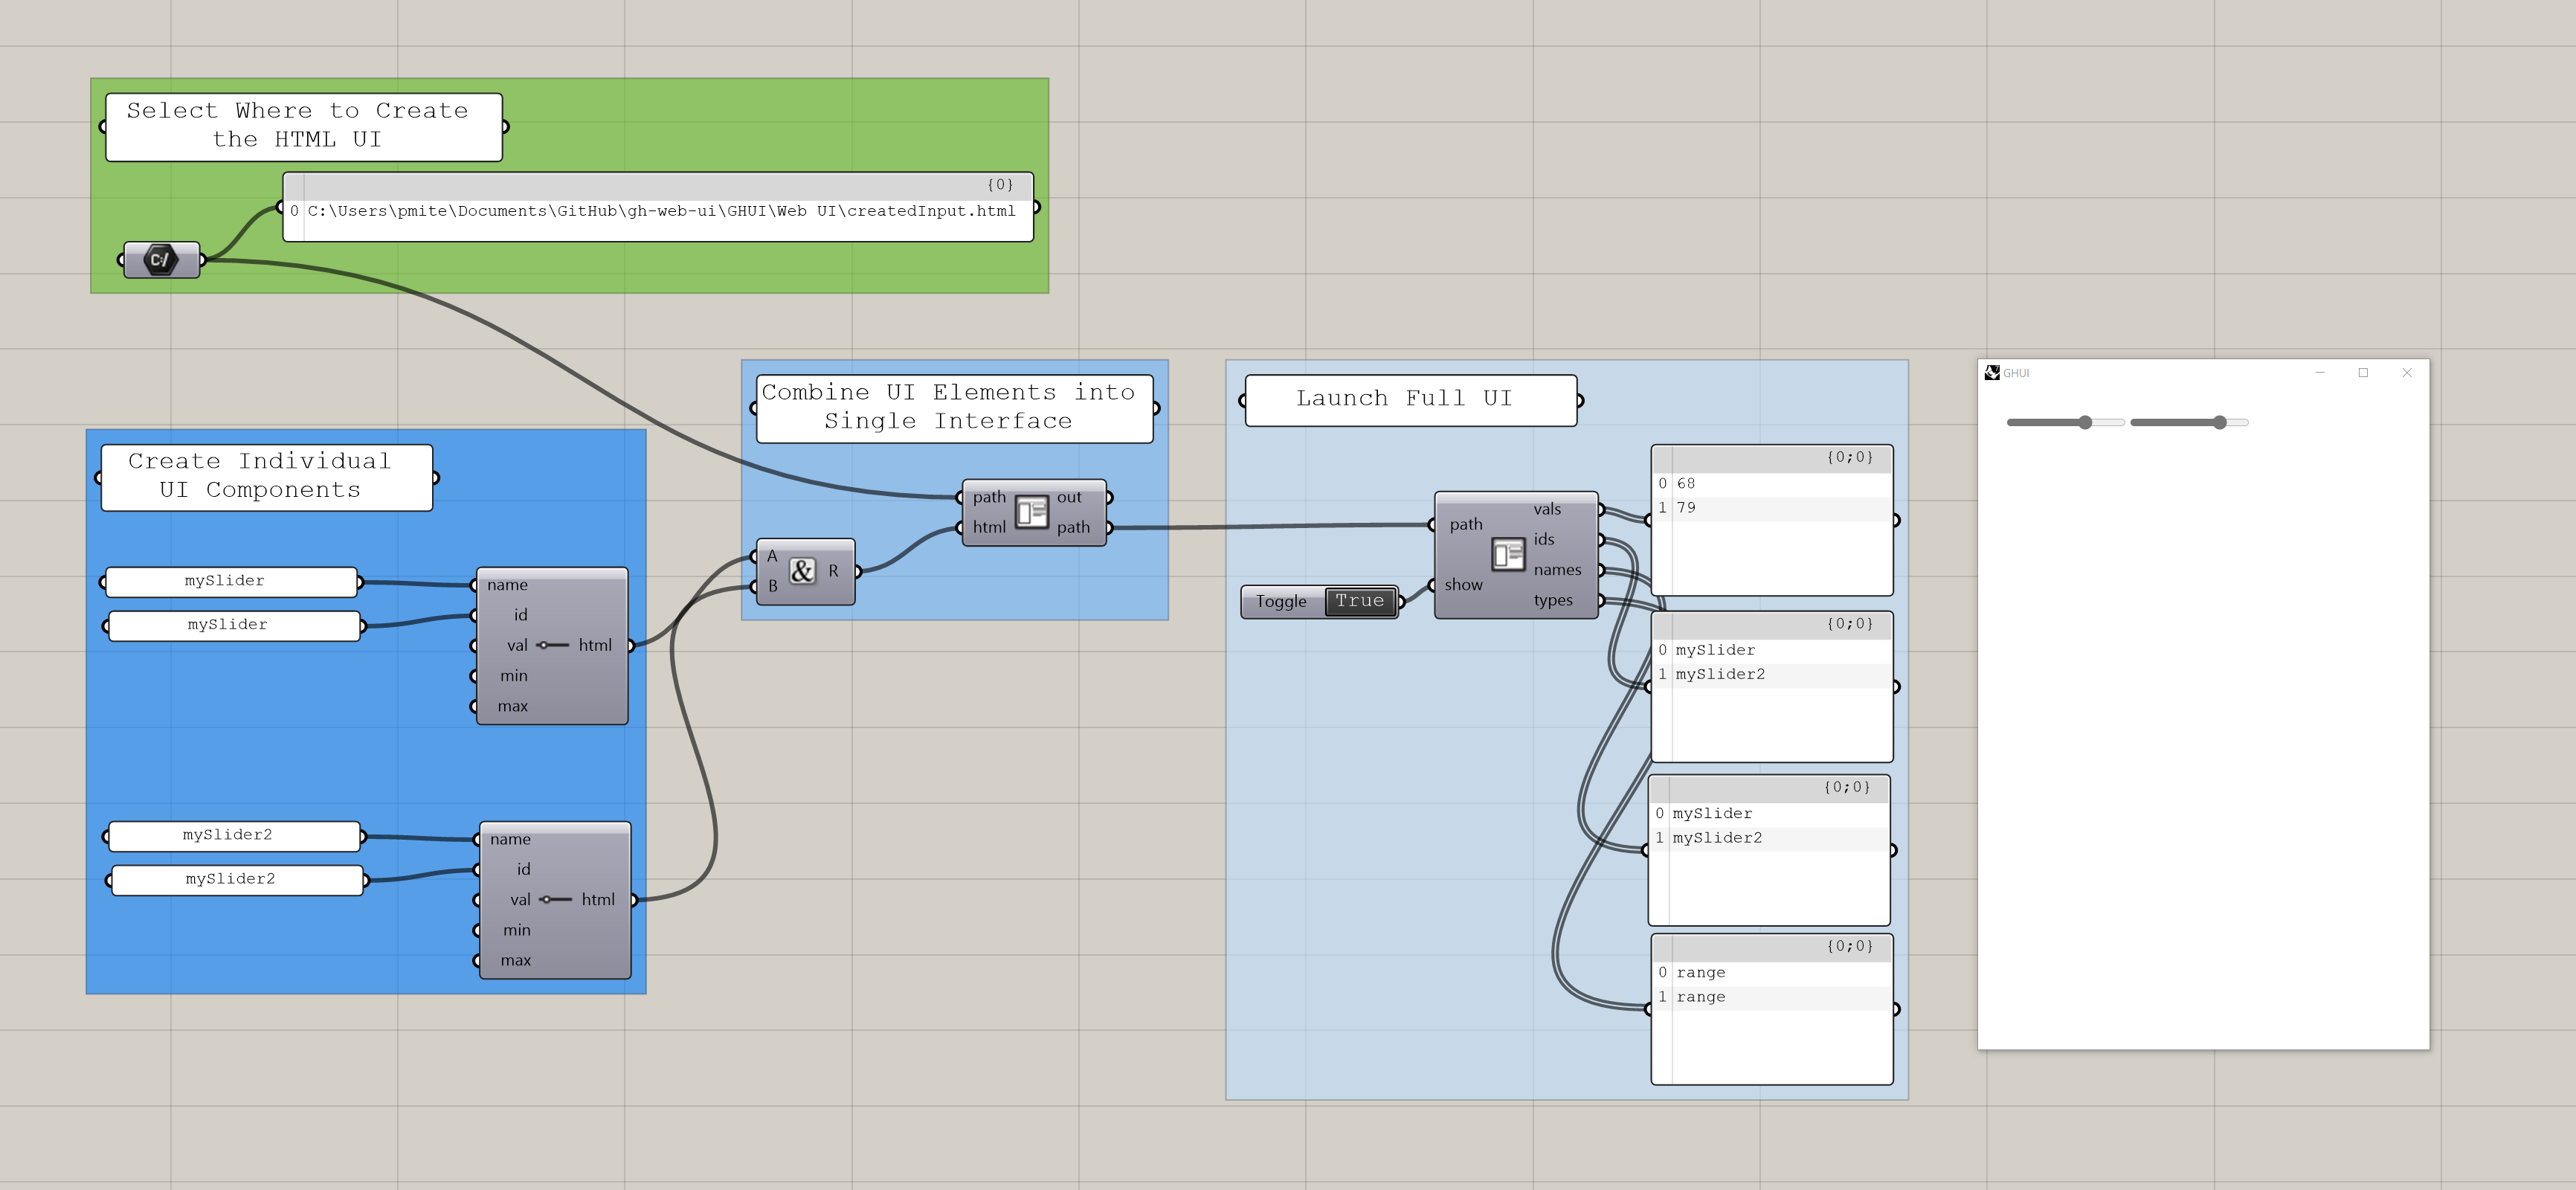 Select Where to Create
the HTML UI
{0}
0 C:\Users\pmite\Documents\GitHub\gh-web-ui\GHUI\Web UI\createdInput.html
C:/
Create Individual
UI Components
mySlider
mySlider
name
id
val
min
max
html
mySlider2
mySlider2
name
id
val
min
max
html
Combine UI Elements into
Single Interface
A
B
&
R
path
html
out
path
Launch Full UI
Toggle True
path
show
vals
ids
names
types
{0;0}
0 68
1 79
{0;0}
0 mySlider
1 mySlider2
{0;0}
0 mySlider
1 mySlider2
{0;0}
0 range
1 range
GHUI